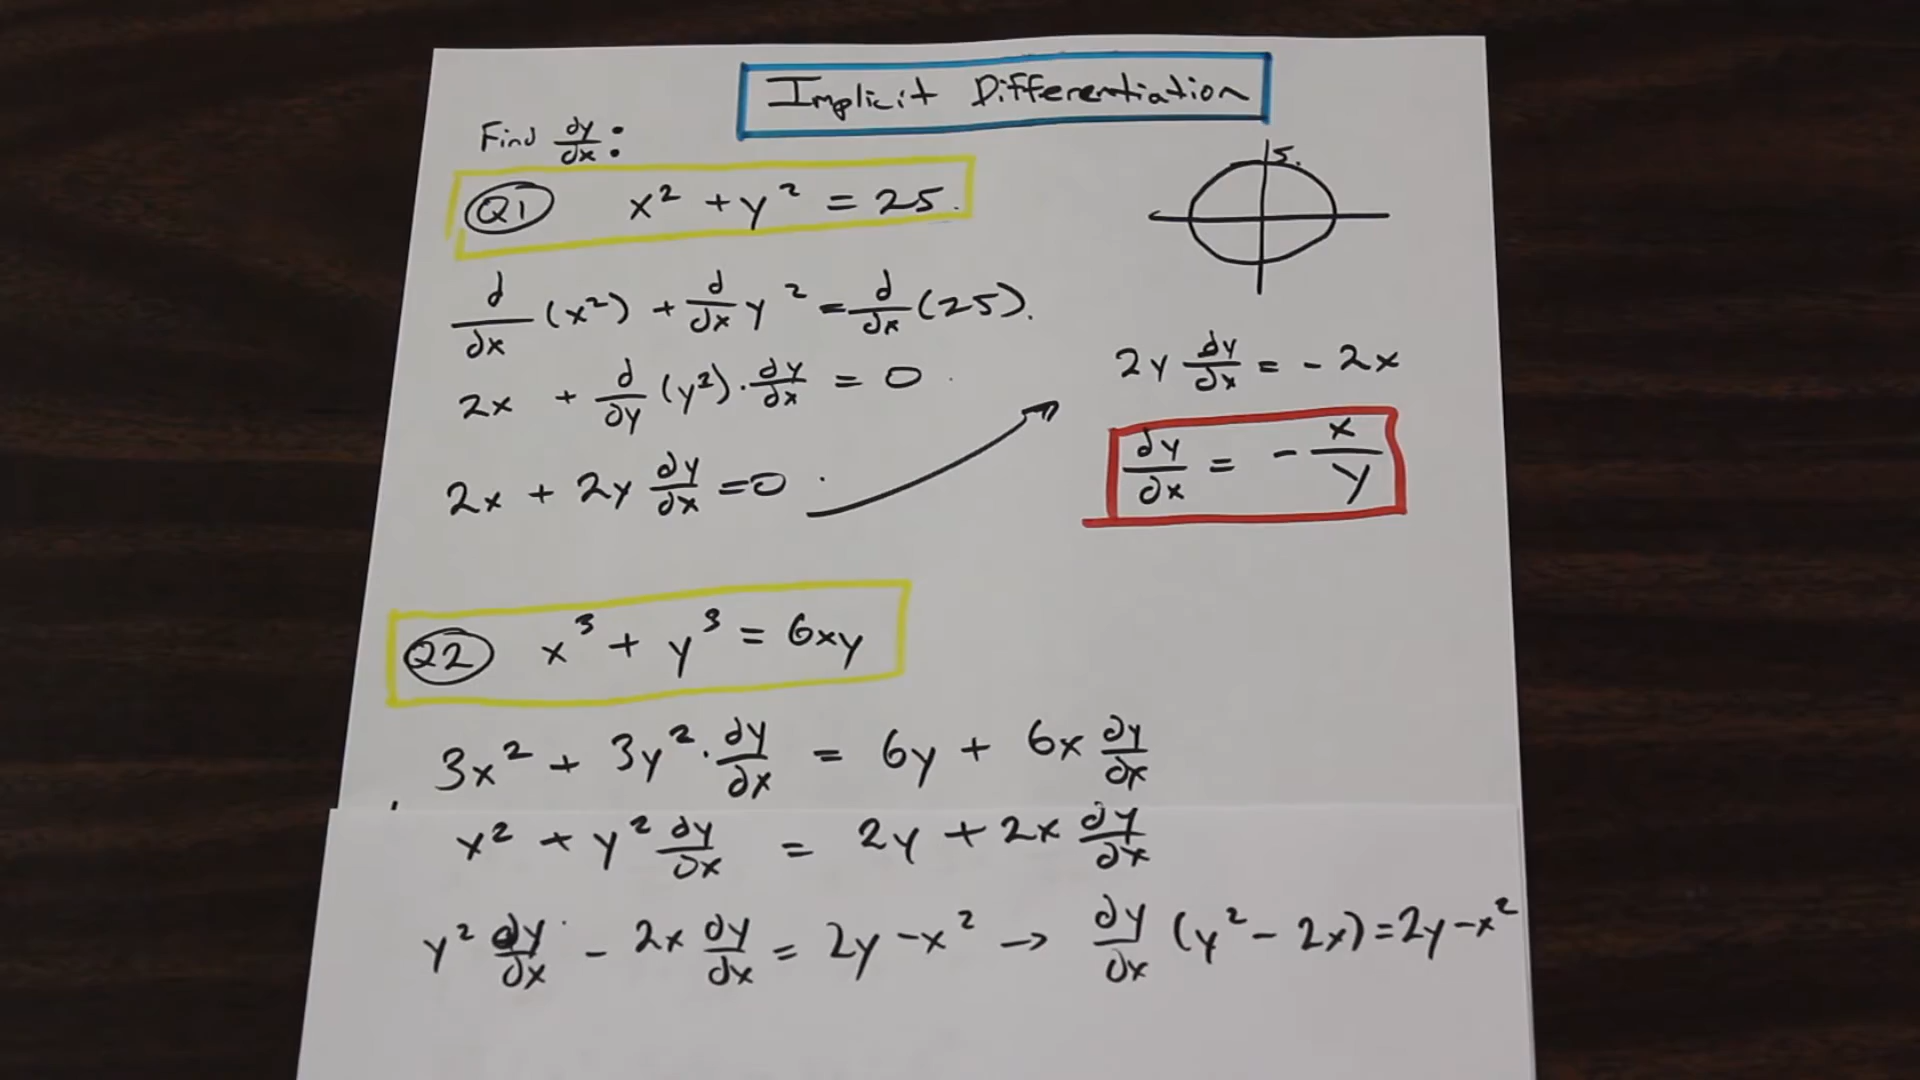 Implicit Differentiation
Find dy/dx:
Q1 x² + y² = 25.
5.
d/dx (x²) + d/dx y² = d/dx (25).
2x + d/dy (y²) · dy/dx = 0
2x + 2y dy/dx = 0
2y dy/dx = - 2x
dy/dx = - x/y
Q2 x³ + y³ = 6xy
3x² + 3y² · dy/dx = 6y + 6x dy/dx
x² + y² dy/dx = 2y + 2x dy/dx
y² dy/dx - 2x dy/dx = 2y - x² → dy/dx (y² - 2x) = 2y - x²